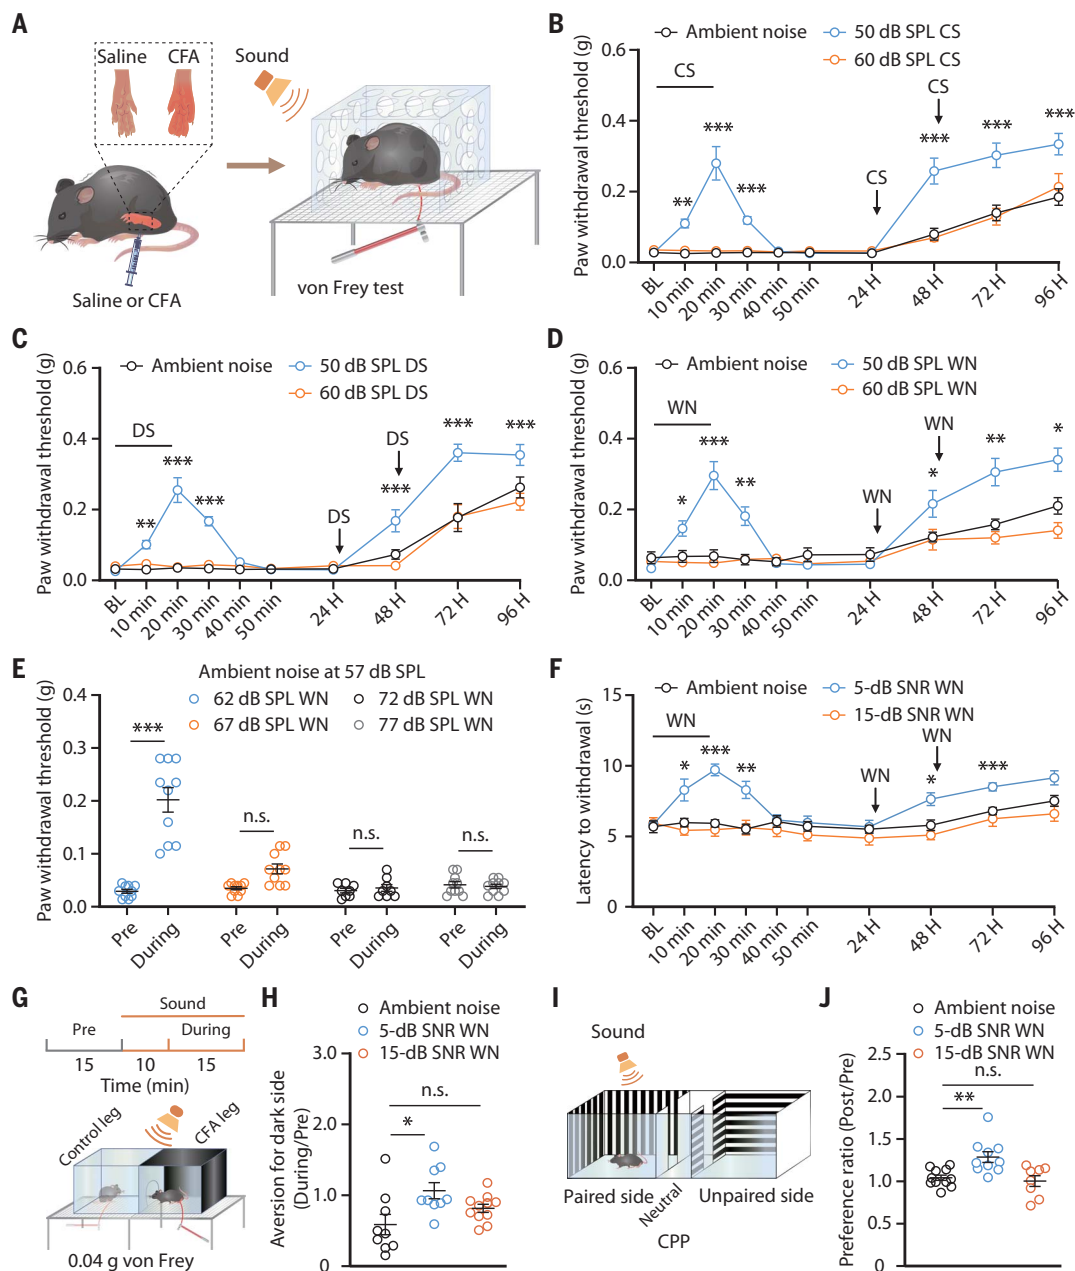 A
Saline
CFA
Sound
Saline or CFA
von Frey test
B
Ambient noise
50 dB SPL CS
60 dB SPL CS
Paw withdrawal threshold (g)
0.6
0.4
0.2
0.0
CS
**
***
***
CS
CS
***
***
***
BL
10 min
20 min
30 min
40 min
50 min
24 H
48 H
72 H
96 H
C
Ambient noise
50 dB SPL DS
60 dB SPL DS
Paw withdrawal threshold (g)
0.6
0.4
0.2
0.0
DS
**
***
***
DS
DS
***
***
***
BL
10 min
20 min
30 min
40 min
50 min
24 H
48 H
72 H
96 H
D
Ambient noise
50 dB SPL WN
60 dB SPL WN
Paw withdrawal threshold (g)
0.6
0.4
0.2
0.0
WN
*
***
**
WN
WN
*
**
*
BL
10 min
20 min
30 min
40 min
50 min
24 H
48 H
72 H
96 H
E
Ambient noise at 57 dB SPL
62 dB SPL WN
72 dB SPL WN
67 dB SPL WN
77 dB SPL WN
Paw withdrawal threshold (g)
0.4
0.3
0.2
0.1
0.0
***
n.s.
n.s.
n.s.
Pre
During
Pre
During
Pre
During
Pre
During
F
Ambient noise
5-dB SNR WN
15-dB SNR WN
Latency to withdrawal (s)
15
10
5
0
WN
*
***
**
WN
WN
*
***
BL
10 min
20 min
30 min
40 min
50 min
24 H
48 H
72 H
96 H
G
Sound
Pre
During
15
10
15
Time (min)
Control leg
CFA leg
0.04 g von Frey
H
Ambient noise
5-dB SNR WN
15-dB SNR WN
Aversion for dark side
(During/Pre)
3.0
2.0
1.0
0
n.s.
*
I
Sound
Paired side
Neutral
Unpaired side
CPP
J
Ambient noise
5-dB SNR WN
15-dB SNR WN
Preference ratio (Post/Pre)
2.5
2.0
1.5
1.0
0.5
0
n.s.
**